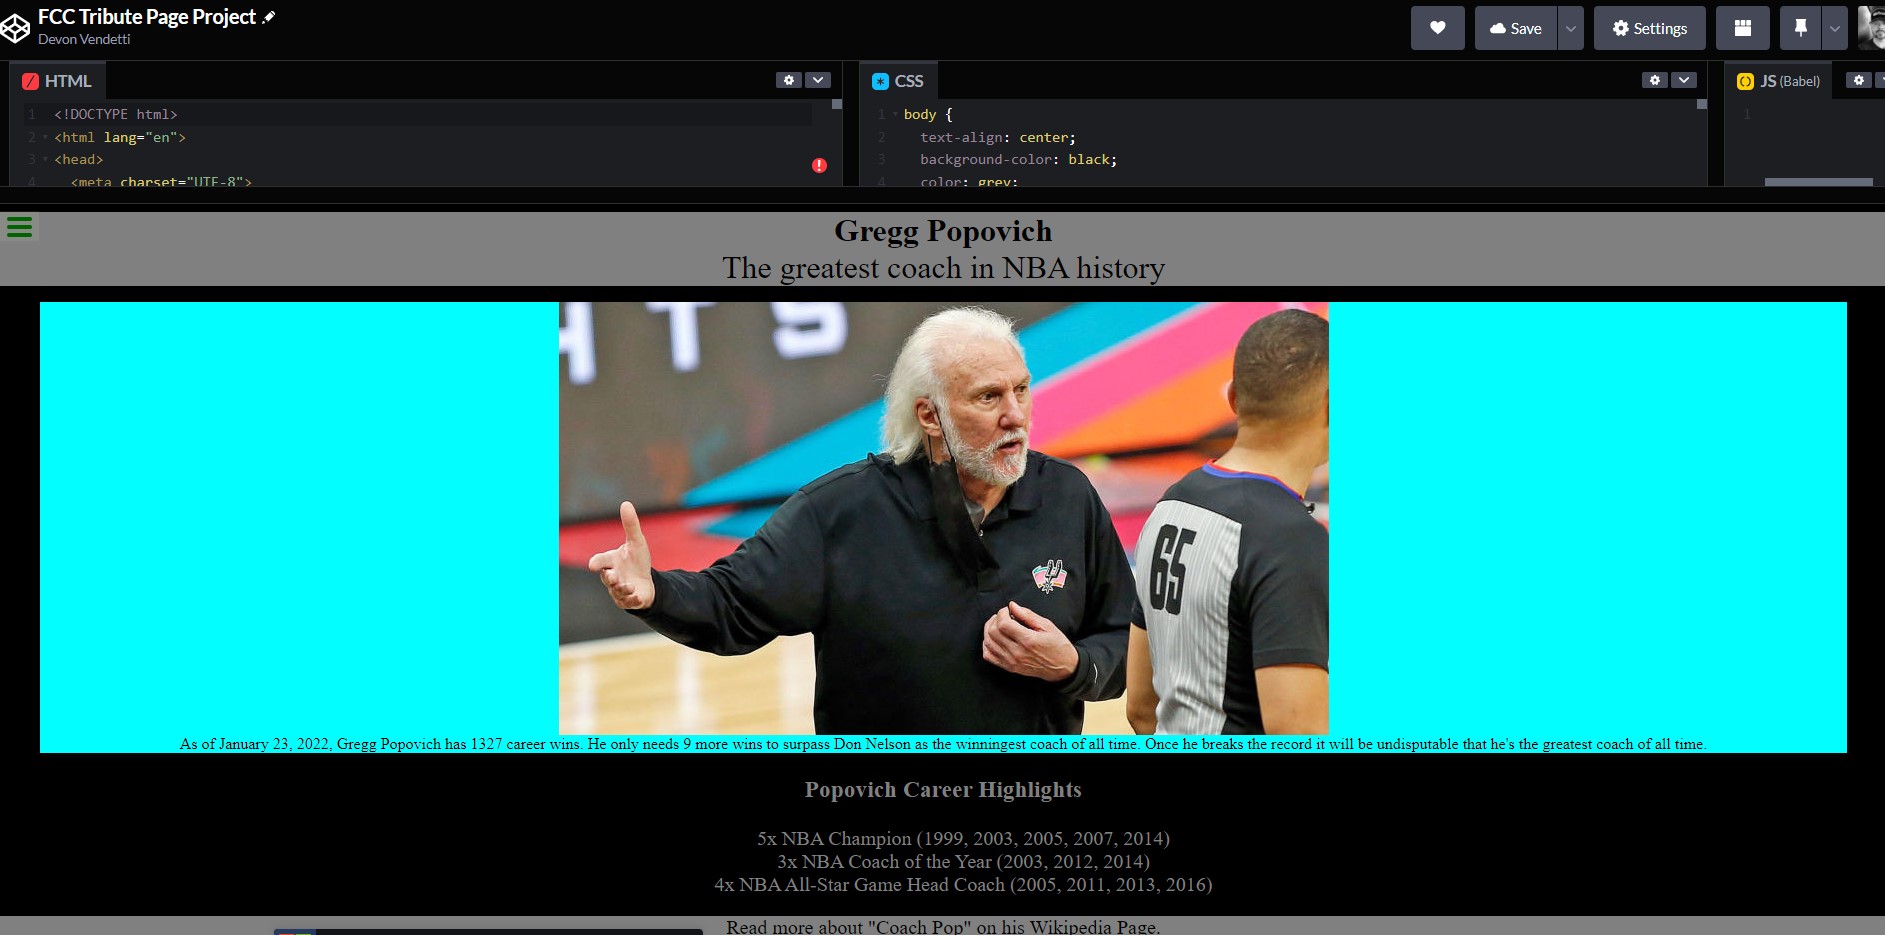 FCC Tribute Page Project
Devon Vendetti
Save
Settings
HTML
1 <!DOCTYPE html>
2 <html lang="en">
3 <head>
4 <meta charset="UTF-8">
CSS
1 body {
2 text-align: center;
3 background-color: black;
4 color: grey;
JS (Babel)
1
Gregg Popovich
The greatest coach in NBA history
HTS
65
As of January 23, 2022, Gregg Popovich has 1327 career wins. He only needs 9 more wins to surpass Don Nelson as the winningest coach of all time. Once he breaks the record it will be undisputable that he's the greatest coach of all time.
Popovich Career Highlights
5x NBA Champion (1999, 2003, 2005, 2007, 2014)
3x NBA Coach of the Year (2003, 2012, 2014)
4x NBA All-Star Game Head Coach (2005, 2011, 2013, 2016)
Read more about "Coach Pop" on his Wikipedia Page.